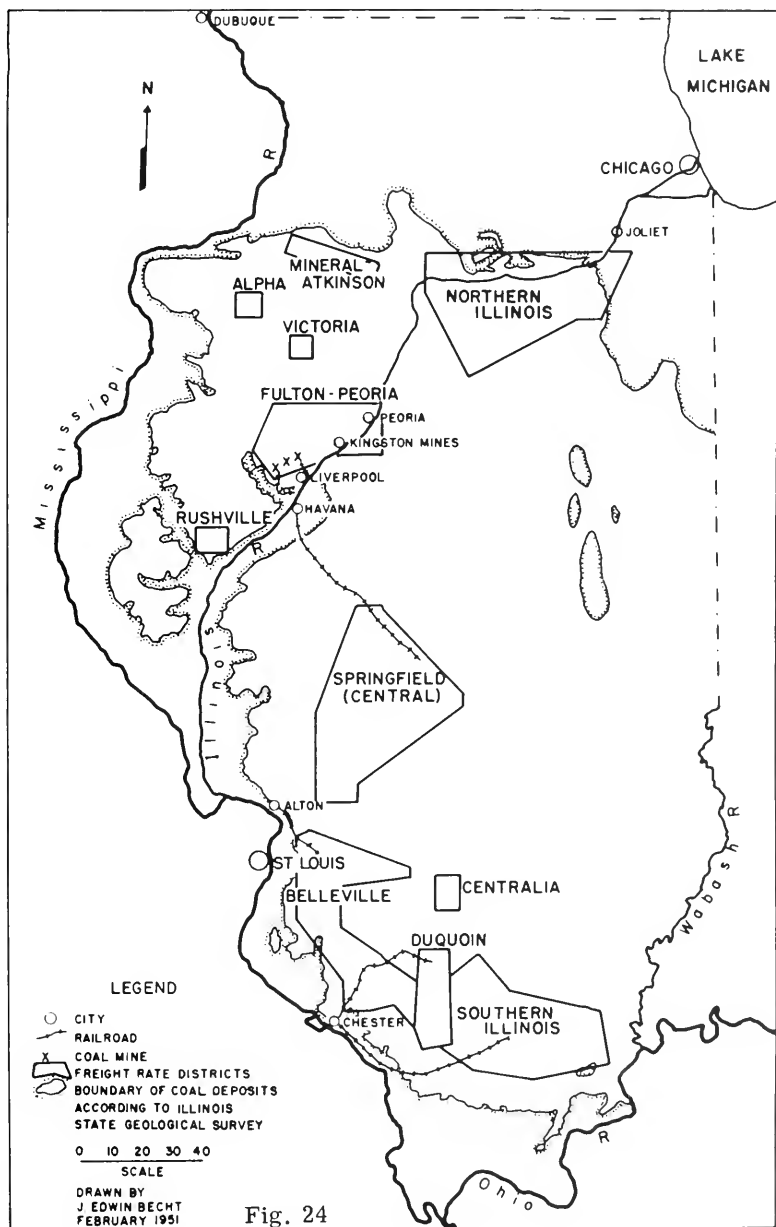 DUBUQUE
LAKE
MICHIGAN
N
R
CHICAGO
JOLIET
MINERAL
ATKINSON
ALPHA
NORTHERN
ILLINOIS
VICTORIA
Mississippi
FULTON-PEORIA
PEORIA
KINGSTON MINES
LIVERPOOL
HAVANA
RUSHVILLE
R
Illinois
SPRINGFIELD
(CENTRAL)
ALTON
Wabash R
ST LOUIS
BELLEVILLE
CENTRALIA
DUQUOIN
SOUTHERN
ILLINOIS
CHESTER
LEGEND
CITY
RAILROAD
X COAL MINE
FREIGHT RATE DISTRICTS
BOUNDARY OF COAL DEPOSITS
ACCORDING TO ILLINOIS
STATE GEOLOGICAL SURVEY
0 10 20 30 40
SCALE
DRAWN BY
J. EDWIN BECHT
FEBRUARY 1951
Fig. 24
Ohio R